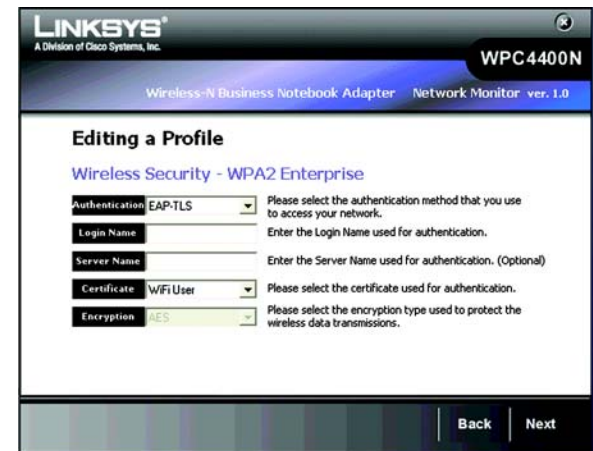 LINKSYS®
A Division of Cisco Systems, Inc.
WPC4400N
Wireless-N Business Notebook Adapter Network Monitor ver. 1.0
Editing a Profile
Wireless Security - WPA2 Enterprise
Authentication EAP-TLS Please select the authentication method that you use
to access your network.
Login Name Enter the Login Name used for authentication.
Server Name Enter the Server Name used for authentication. (Optional)
Certificate WiFi User Please select the certificate used for authentication.
Encryption AES Please select the encryption type used to protect the
wireless data transmissions.
Back Next